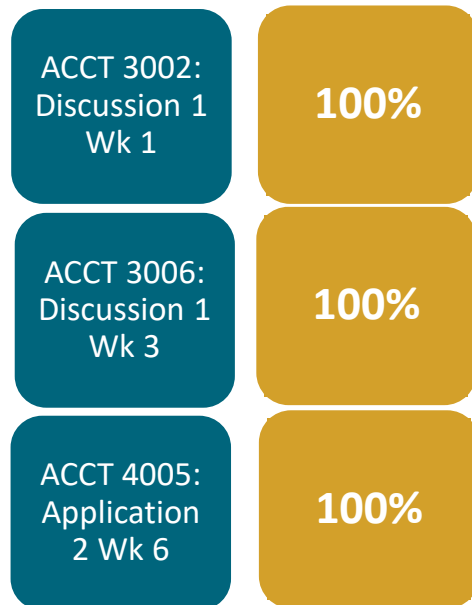 ACCT 3002:
Discussion 1
Wk 1
100%
ACCT 3006:
Discussion 1
Wk 3
100%
ACCT 4005:
Application
2 Wk 6
100%